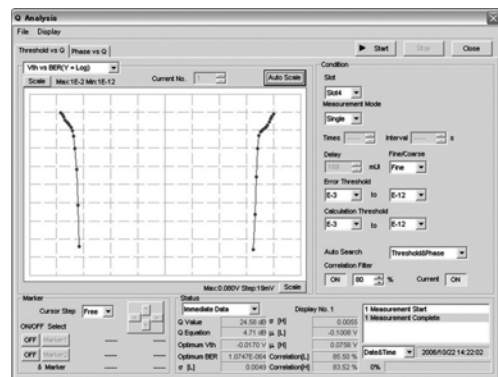 Q Analysis
File Display
Threshold vs Q Phase vs Q
Start Stop Close
Vth vs BER(Y = Log)
Scale Max:1E-2 Min:1E-12 Current No. 1 Auto Scale
Max:0.080V Step:19mV Scale
Condition
Slot
Slot4
Measurement Mode
Single
Times Interval s
Delay Fine/Coarse
mUI Fine
Error Threshold
E-3 to E-12
Calculation Threshold
E-3 to E-12
Auto Search Threshold&Phase
Correlation Filter
ON 80 % Current ON
Marker
Cursor Step Free
ON/OFF Select
OFF Marker1 ---- ----
OFF Marker2 ---- ----
& Marker ---- ----
Status
Immediate Data Display No. 1
Q Value 24.58 dB σ [H] 0.0055
Q Equation 4.71 dB μ [L] -0.1008 V
Optimum Vth -0.0170 V μ [H] 0.0756 V
Optimum BER 1.0747E-064 Correlation[L] 85.50 %
σ [L] 0.0049 Correlation[H] 83.52 %
1 Measurement Start
1 Measurement Complete
Date&Time 2006/10/22 14:22:02
0%